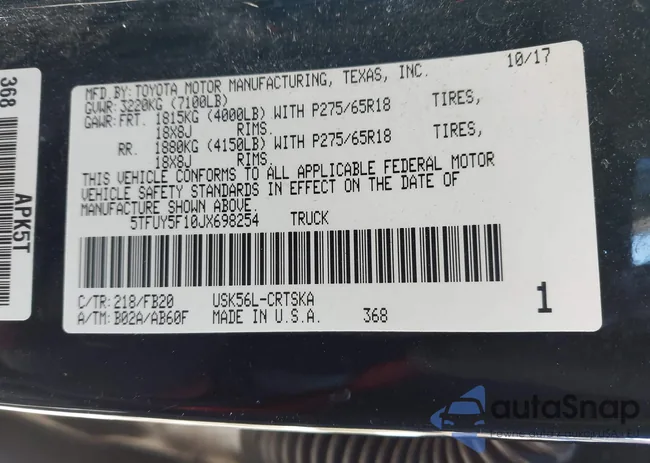 368
APK5T
MFD.BY:TOYOTA MOTOR MANUFACTURING, TEXAS, INC. 10/17
GVWR:3220KG (7100LB)
GAWR:FRT. 1815KG (4000LB) WITH P275/65R18 TIRES,
18X8J RIMS.
RR. 1880KG (4150LB) WITH P275/65R18 TIRES,
18X8J RIMS.
THIS VEHICLE CONFORMS TO ALL APPLICABLE FEDERAL MOTOR
VEHICLE SAFETY STANDARDS IN EFFECT ON THE DATE OF
MANUFACTURE SHOWN ABOVE.
5TFUY5F10JX698254 TRUCK
C/TR:218/FB20 USK56L-CRTSKA 1
A/TM:B02A/AB60F MADE IN U.S.A. 368
autoSnap